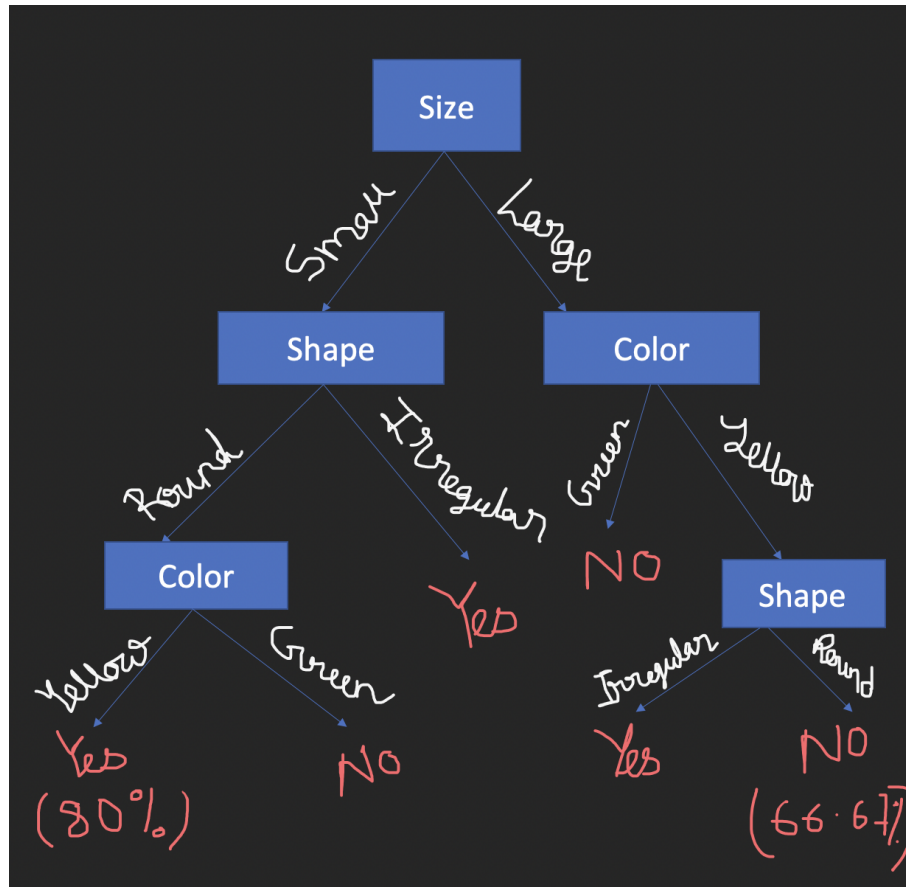 Size
Small
Large
Shape
Color
Round
Irregular
Green
Yellow
Color
Yes
NO
Shape
Yellow
Green
Irregular
Round
Yes
NO
Yes
NO
(80%)
(66.67%)